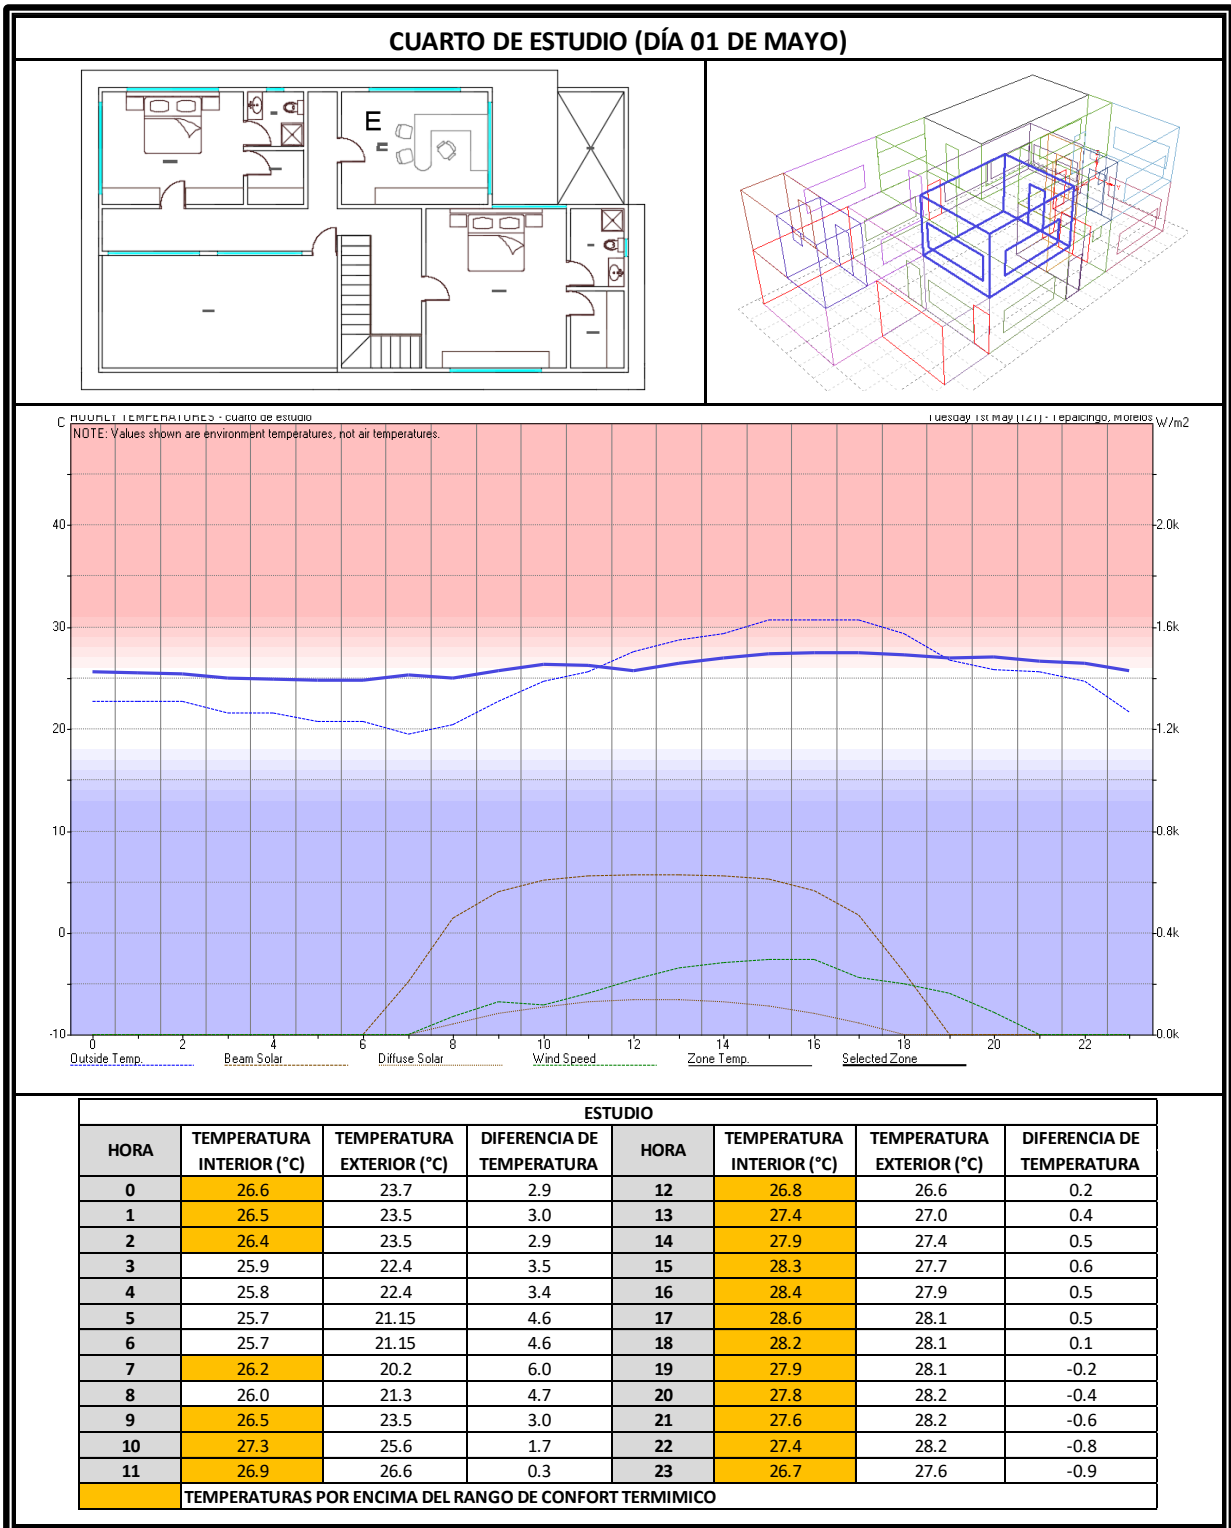 CUARTO DE ESTUDIO (DÍA 01 DE MAYO)
E
C HOURLY TEMPERATURES - cuarto de estudio Tuesday 1st May (121) - Tepalcingo, Morelos W/m2
NOTE: Values shown are environment temperatures, not air temperatures.
40 2.0k
30 1.6k
20 1.2k
10 0.8k
0 0.4k
-10 0.0k
0 2 4 6 8 10 12 14 16 18 20 22
Outside Temp. Beam Solar Diffuse Solar Wind Speed Zone Temp. Selected Zone
ESTUDIO
HORA TEMPERATURA INTERIOR (°C) TEMPERATURA EXTERIOR (°C) DIFERENCIA DE TEMPERATURA HORA TEMPERATURA INTERIOR (°C) TEMPERATURA EXTERIOR (°C) DIFERENCIA DE TEMPERATURA
0 26.6 23.7 2.9 12 26.8 26.6 0.2
1 26.5 23.5 3.0 13 27.4 27.0 0.4
2 26.4 23.5 2.9 14 27.9 27.4 0.5
3 25.9 22.4 3.5 15 28.3 27.7 0.6
4 25.8 22.4 3.4 16 28.4 27.9 0.5
5 25.7 21.15 4.6 17 28.6 28.1 0.5
6 25.7 21.15 4.6 18 28.2 28.1 0.1
7 26.2 20.2 6.0 19 27.9 28.1 -0.2
8 26.0 21.3 4.7 20 27.8 28.2 -0.4
9 26.5 23.5 3.0 21 27.6 28.2 -0.6
10 27.3 25.6 1.7 22 27.4 28.2 -0.8
11 26.9 26.6 0.3 23 26.7 27.6 -0.9
TEMPERATURAS POR ENCIMA DEL RANGO DE CONFORT TERMIMICO